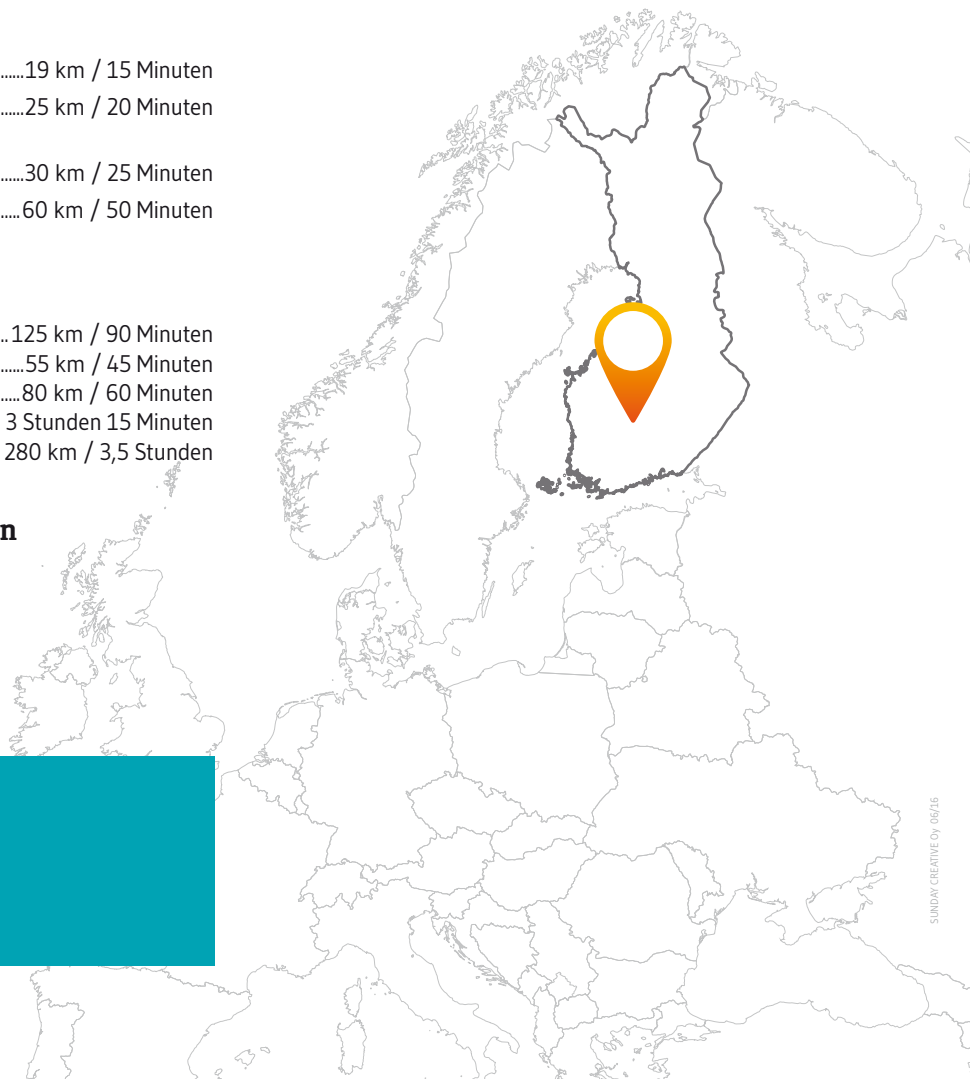 ......19 km / 15 Minuten
......25 km / 20 Minuten
......30 km / 25 Minuten
.....60 km / 50 Minuten
..125 km / 90 Minuten
......55 km / 45 Minuten
.....80 km / 60 Minuten
3 Stunden 15 Minuten
280 km / 3,5 Stunden
n
SUNDAY CREATIVE Oy 06/16